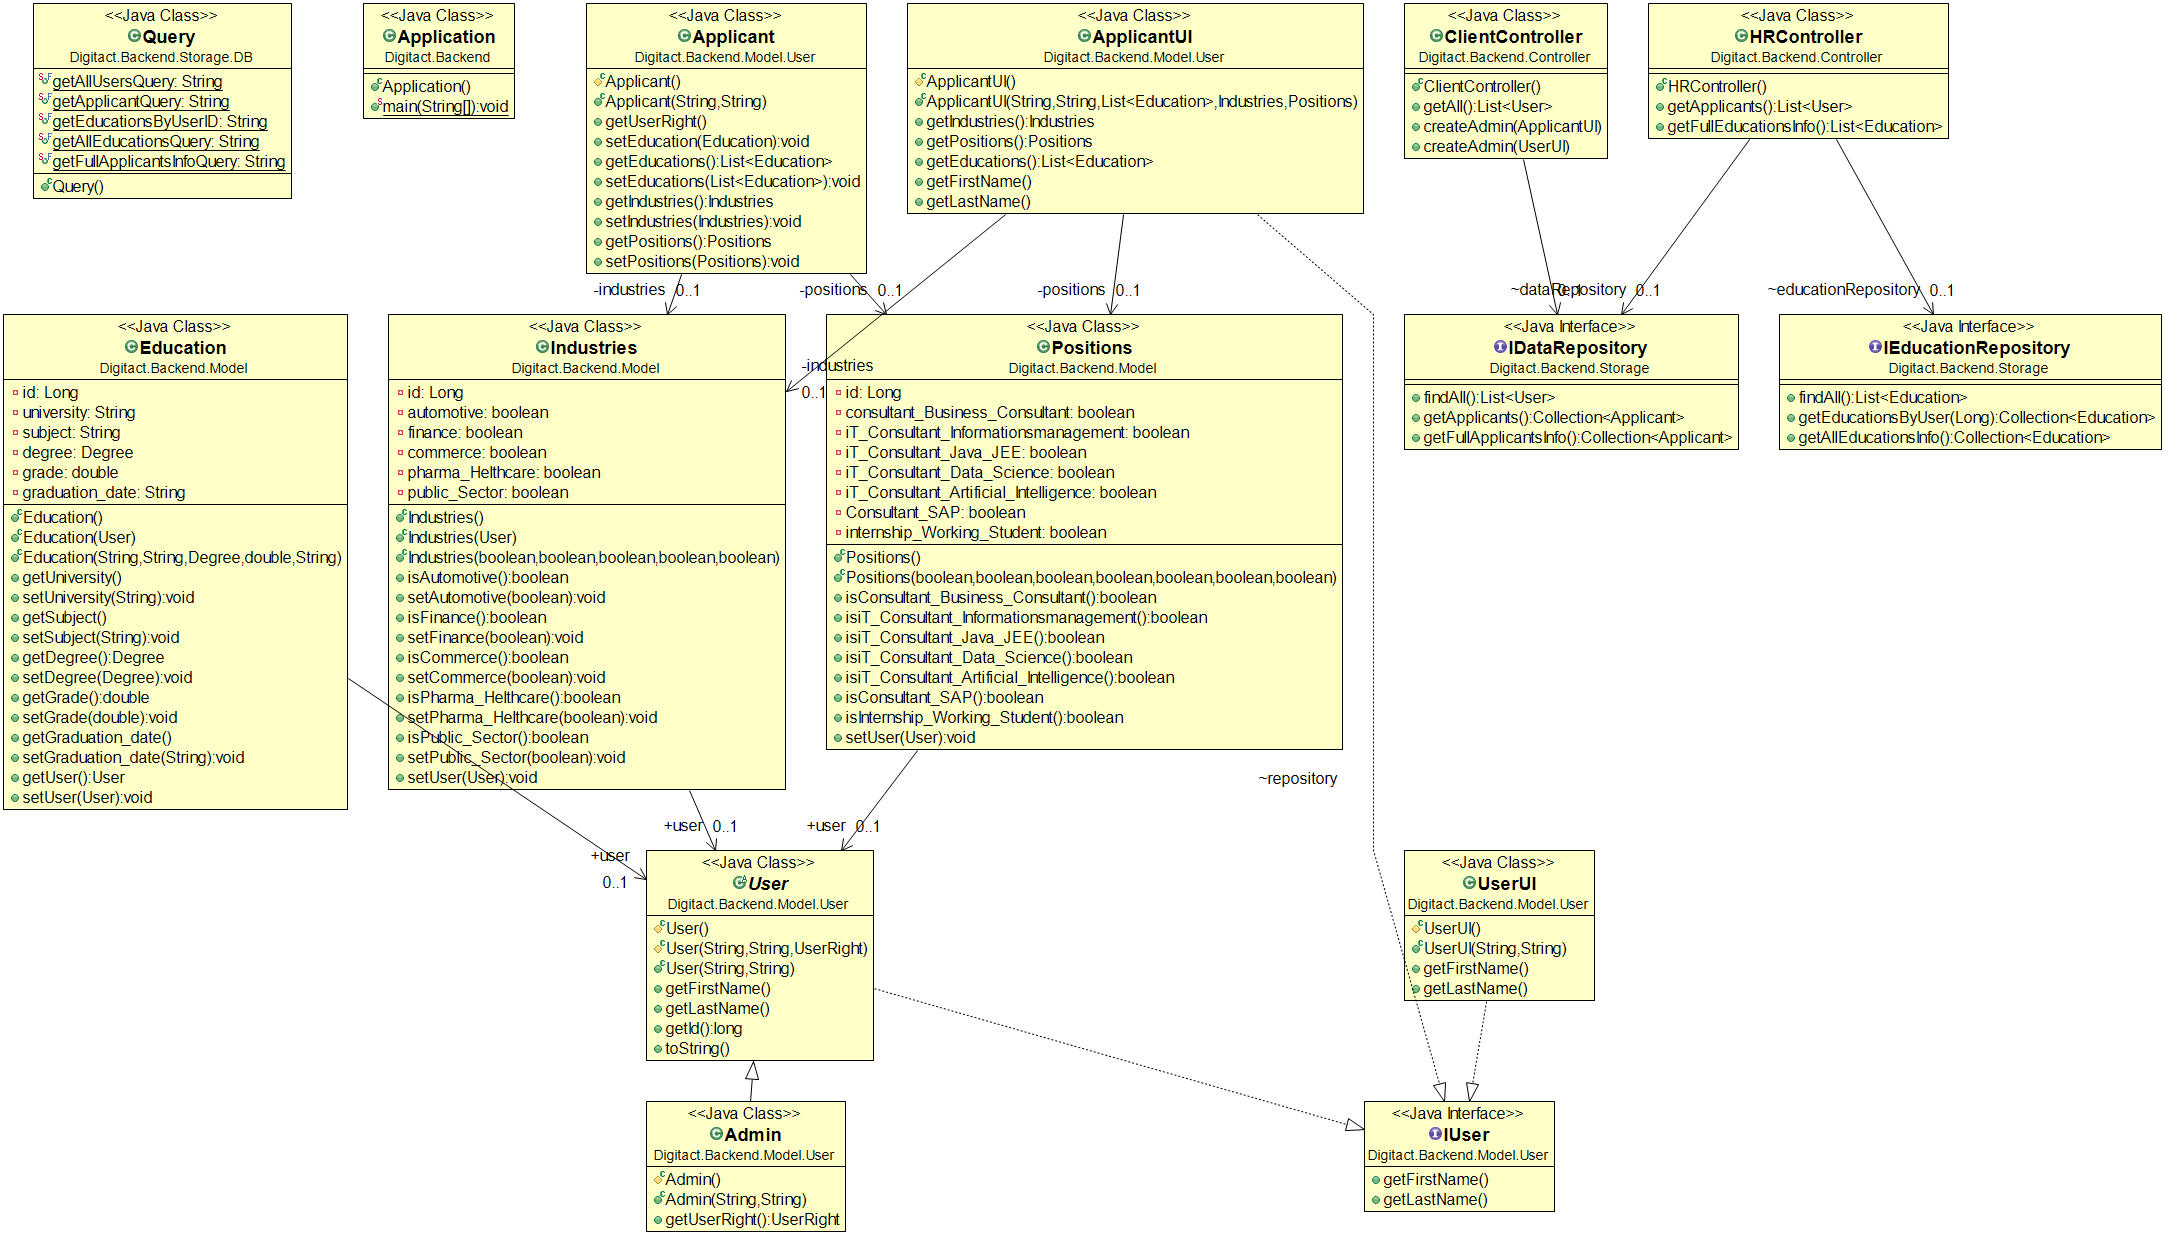 <<Java Class>>
Query
Digitact.Backend.Storage.DB
getAllUsersQuery: String
getApplicantQuery: String
getEducationsByUserID: String
getAllEducationsQuery: String
getFullApplicantsInfoQuery: String
Query()
<<Java Class>>
Application
Digitact.Backend
Application()
main(String[]):void
<<Java Class>>
Applicant
Digitact.Backend.Model.User
Applicant()
Applicant(String,String)
getUserRight()
setEducation(Education):void
getEducations():List<Education>
setEducations(List<Education>):void
getIndustries():Industries
setIndustries(Industries):void
getPositions():Positions
setPositions(Positions):void
<<Java Class>>
ApplicantUI
Digitact.Backend.Model.User
ApplicantUI()
ApplicantUI(String,String,List<Education>,Industries,Positions)
getIndustries():Industries
getPositions():Positions
getEducations():List<Education>
getFirstName()
getLastName()
<<Java Class>>
ClientController
Digitact.Backend.Controller
ClientController()
getAll():List<User>
createAdmin(ApplicantUI)
createAdmin(UserUI)
<<Java Class>>
HRController
Digitact.Backend.Controller
HRController()
getApplicants():List<User>
getFullEducationsInfo():List<Education>
-industries 0..1
-positions 0..1
-positions 0..1
~dataRepository 0..1
0..1
~educationRepository 0..1
<<Java Class>>
Education
Digitact.Backend.Model
id: Long
university: String
subject: String
degree: Degree
grade: double
graduation_date: String
Education()
Education(User)
Education(String,String,Degree,double,String)
getUniversity()
setUniversity(String):void
getSubject()
setSubject(String):void
getDegree():Degree
setDegree(Degree):void
getGrade():double
setGrade(double):void
getGraduation_date()
setGraduation_date(String):void
getUser():User
setUser(User):void
<<Java Class>>
Industries
Digitact.Backend.Model
id: Long
automotive: boolean
finance: boolean
commerce: boolean
pharma_Helthcare: boolean
public_Sector: boolean
Industries()
Industries(User)
Industries(boolean,boolean,boolean,boolean,boolean)
isAutomotive():boolean
setAutomotive(boolean):void
isFinance():boolean
setFinance(boolean):void
isCommerce():boolean
setCommerce(boolean):void
isPharma_Helthcare():boolean
setPharma_Helthcare(boolean):void
isPublic_Sector():boolean
setPublic_Sector(boolean):void
setUser(User):void
-industries
0..1
<<Java Class>>
Positions
Digitact.Backend.Model
id: Long
consultant_Business_Consultant: boolean
iT_Consultant_Informationsmanagement: boolean
iT_Consultant_Java_JEE: boolean
iT_Consultant_Data_Science: boolean
iT_Consultant_Artificial_Intelligence: boolean
Consultant_SAP: boolean
internship_Working_Student: boolean
Positions()
Positions(boolean,boolean,boolean,boolean,boolean,boolean,boolean)
isConsultant_Business_Consultant():boolean
isiT_Consultant_Informationsmanagement():boolean
isiT_Consultant_Java_JEE():boolean
isiT_Consultant_Data_Science():boolean
isiT_Consultant_Artificial_Intelligence():boolean
isConsultant_SAP():boolean
isInternship_Working_Student():boolean
setUser(User):void
<<Java Interface>>
IDataRepository
Digitact.Backend.Storage
findAll():List<User>
getApplicants():Collection<Applicant>
getFullApplicantsInfo():Collection<Applicant>
<<Java Interface>>
IEducationRepository
Digitact.Backend.Storage
findAll():List<Education>
getEducationsByUser(Long):Collection<Education>
getAllEducationsInfo():Collection<Education>
~repository
+user 0..1
+user 0..1
+user
0..1
<<Java Class>>
User
Digitact.Backend.Model.User
User()
User(String,String,UserRight)
User(String,String)
getFirstName()
getLastName()
getId():long
toString()
<<Java Class>>
UserUI
Digitact.Backend.Model.User
UserUI()
UserUI(String,String)
getFirstName()
getLastName()
<<Java Class>>
Admin
Digitact.Backend.Model.User
Admin()
Admin(String,String)
getUserRight():UserRight
<<Java Interface>>
IUser
Digitact.Backend.Model.User
getFirstName()
getLastName()